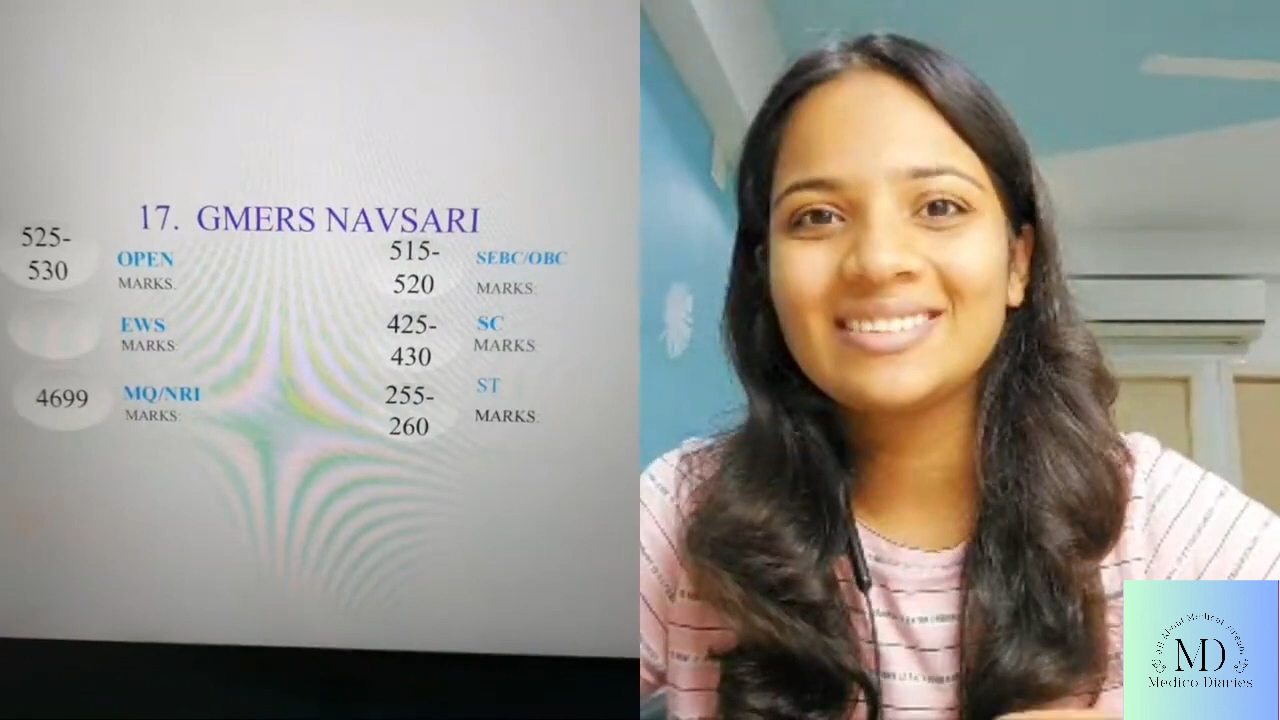 17. GMERS NAVSARI
525-
530
OPEN
MARKS.
515-
520
SEBC/OBC
MARKS:
EWS
MARKS:
425-
430
SC
MARKS
4699
MQ/NRI
MARKS:
255-
260
ST
MARKS.
MD
Medico Diaries